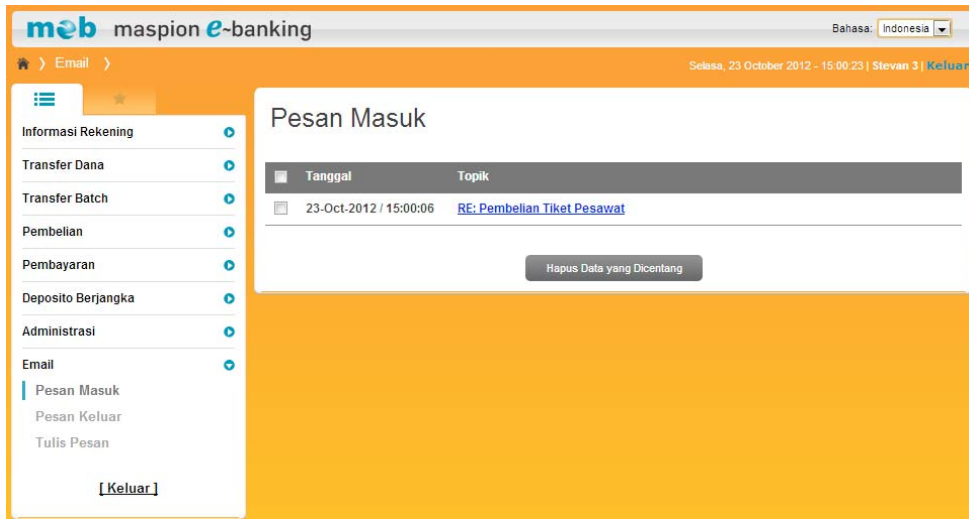 meb maspion e-banking
Bahasa: Indonesia
Email
Selasa, 23 October 2012 - 15:00:23 | Stevan 3 | Keluar
Informasi Rekening
Transfer Dana
Transfer Batch
Pembelian
Pembayaran
Deposito Berjangka
Administrasi
Email
Pesan Masuk
Pesan Keluar
Tulis Pesan
[ Keluar ]
Pesan Masuk
Tanggal Topik
23-Oct-2012 / 15:00:06 RE: Pembelian Tiket Pesawat
Hapus Data yang Dicentang